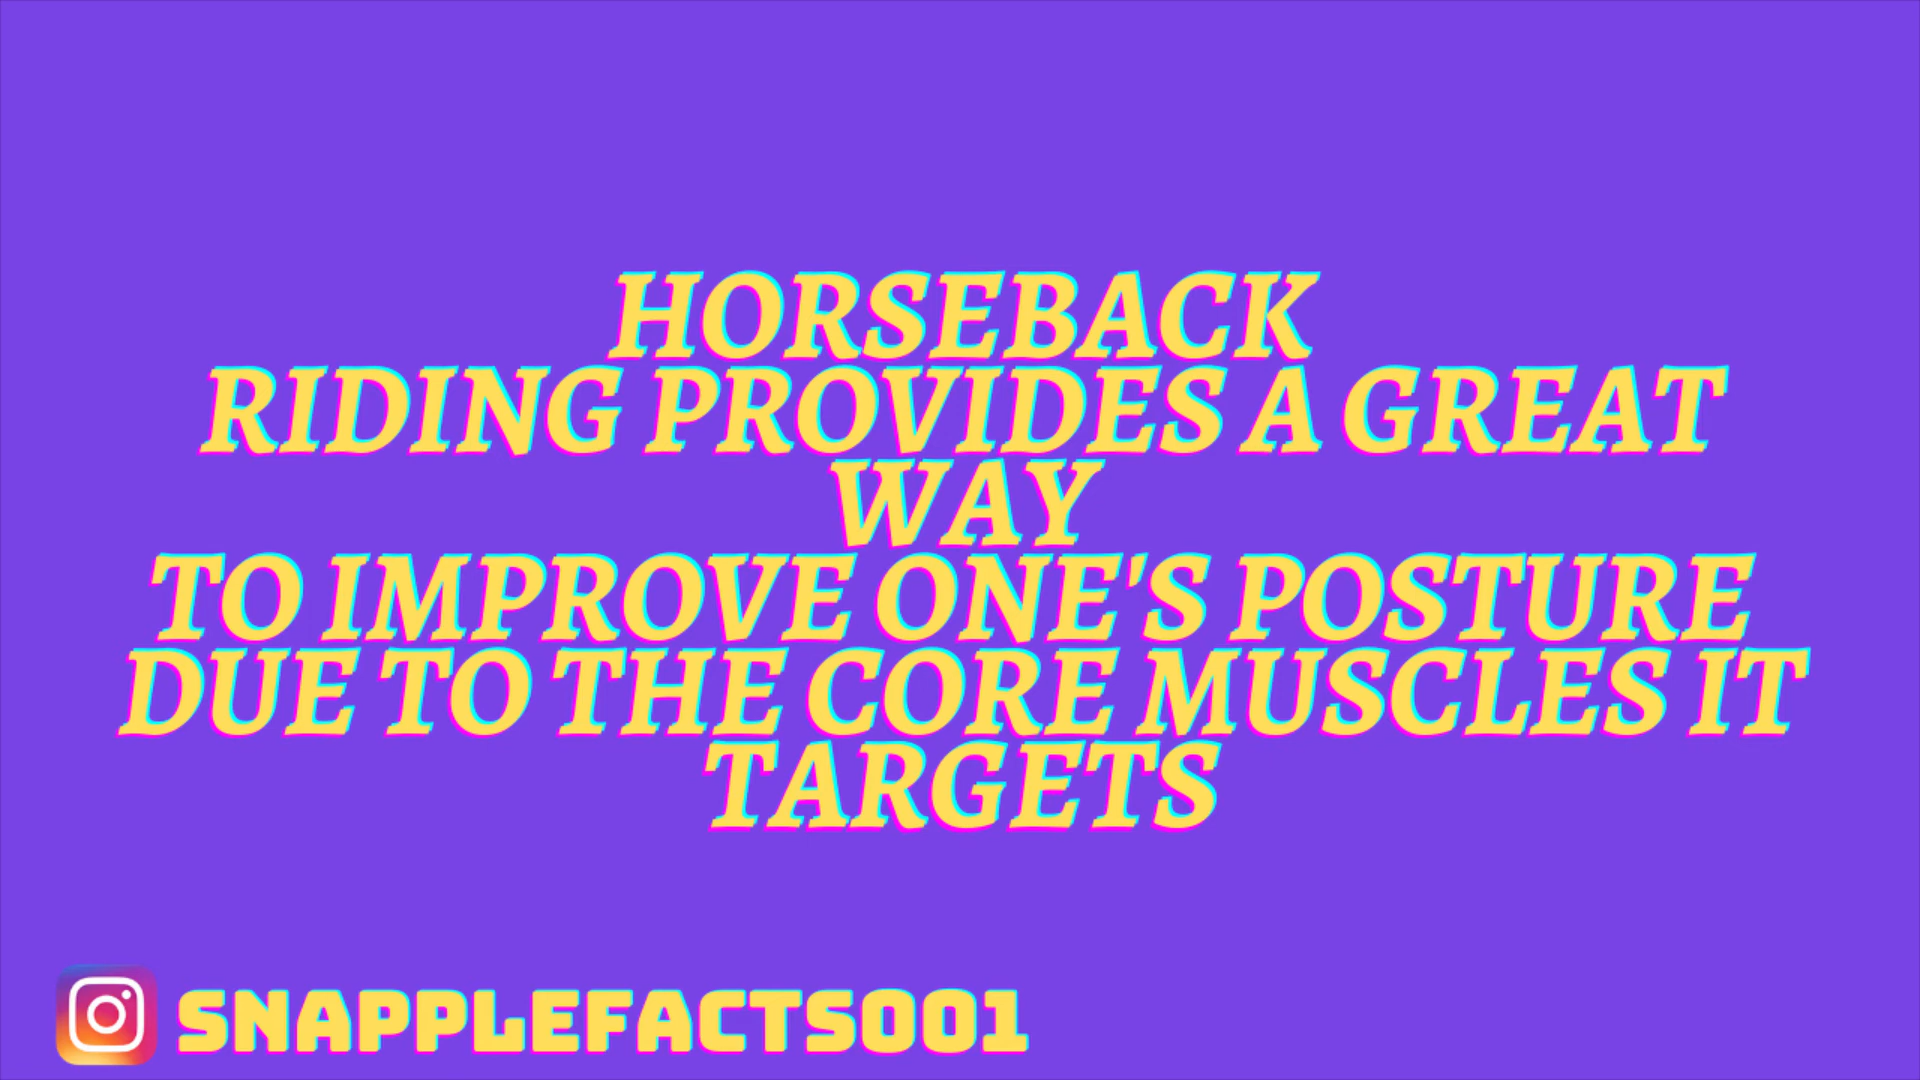 HORSEBACK
RIDING PROVIDES A GREAT
WAY
TO IMPROVE ONE'S POSTURE
DUE TO THE CORE MUSCLES IT
TARGETS
SNAPPLEFACTS001